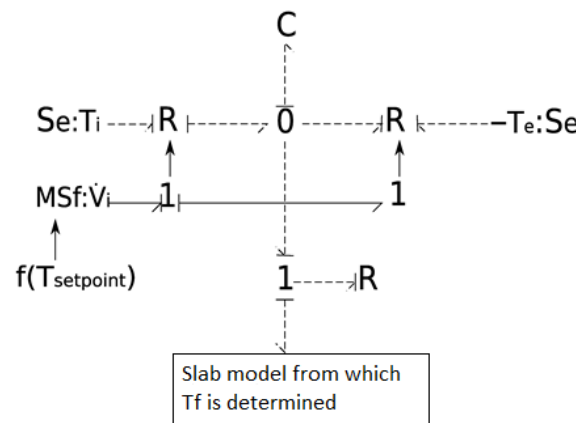 C
Se:Ti R 0 R –Te:Se
MSf:V̇i 1 1
f(Tsetpoint) 1 R
Slab model from which
Tf is determined